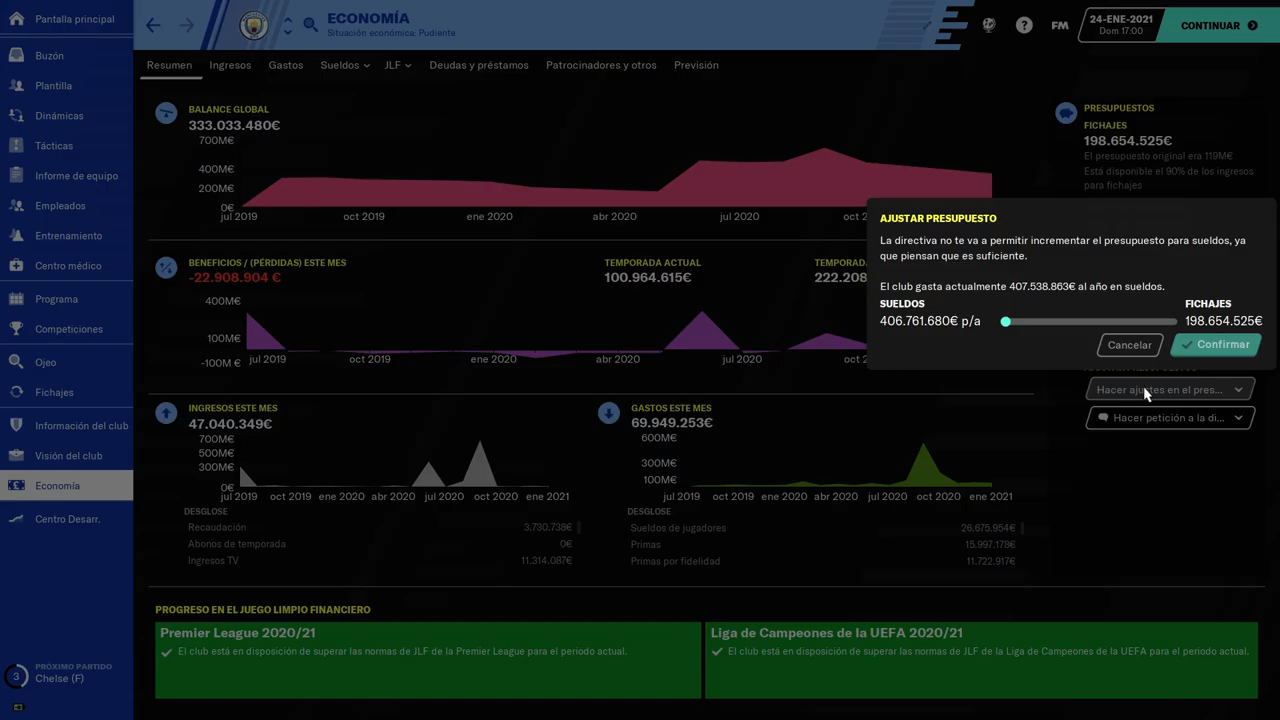 Pantalla principal
ECONOMÍA
Situación económica: Pudiente
FM
24-ENE-2021
Dom 17:00
CONTINUAR
Buzón
Plantilla
Dinámicas
Tácticas
Informe de equipo
Empleados
Entrenamiento
Centro médico
Programa
Competiciones
Ojeo
Fichajes
Información del club
Visión del club
Economía
Centro Desarr.
3
PRÓXIMO PARTIDO
Chelse (F)
Resumen
Ingresos
Gastos
Sueldos
JLF
Deudas y préstamos
Patrocinadores y otros
Previsión
BALANCE GLOBAL
333.033.480€
700M€
400M€
200M€
0€
jul 2019
oct 2019
ene 2020
abr 2020
jul 2020
PRESUPUESTOS
FICHAJES
198.654.525€
El presupuesto original era 119M€
Está disponible el 90% de los ingresos
para fichajes
AJUSTAR PRESUPUESTO
La directiva no te va a permitir incrementar el presupuesto para sueldos, ya
que piensan que es suficiente.
El club gasta actualmente 407.538.863€ al año en sueldos.
SUELDOS
FICHAJES
406.761.680€ p/a
198.654.525€
Cancelar
Confirmar
Hacer ajustes en el pres...
Hacer petición a la di...
BENEFICIOS / (PÉRDIDAS) ESTE MES
-22.908.904 €
TEMPORADA ACTUAL
100.964.615€
400M€
100M€
-100M €
jul 2019
oct 2019
ene 2020
abr 2020
jul 2020
INGRESOS ESTE MES
47.040.349€
700M€
500M€
300M€
0€
jul 2019
oct 2019
ene 2020
abr 2020
jul 2020
oct 2020
ene 2021
DESGLOSE
Recaudación 3.730.738€
Abonos de temporada 0€
Ingresos TV 11.314.087€
GASTOS ESTE MES
69.949.253€
600M€
300M€
100M€
jul 2019
oct 2019
ene 2020
abr 2020
jul 2020
oct 2020
ene 2021
DESGLOSE
Sueldos de jugadores 26.675.954€
Primas 15.997.178€
Primas por fidelidad 11.722.917€
PROGRESO EN EL JUEGO LIMPIO FINANCIERO
Premier League 2020/21
El club está en disposición de superar las normas de JLF de la Premier League para el periodo actual.
Liga de Campeones de la UEFA 2020/21
El club está en disposición de superar las normas de JLF de la Liga de Campeones de la UEFA para el periodo actual.